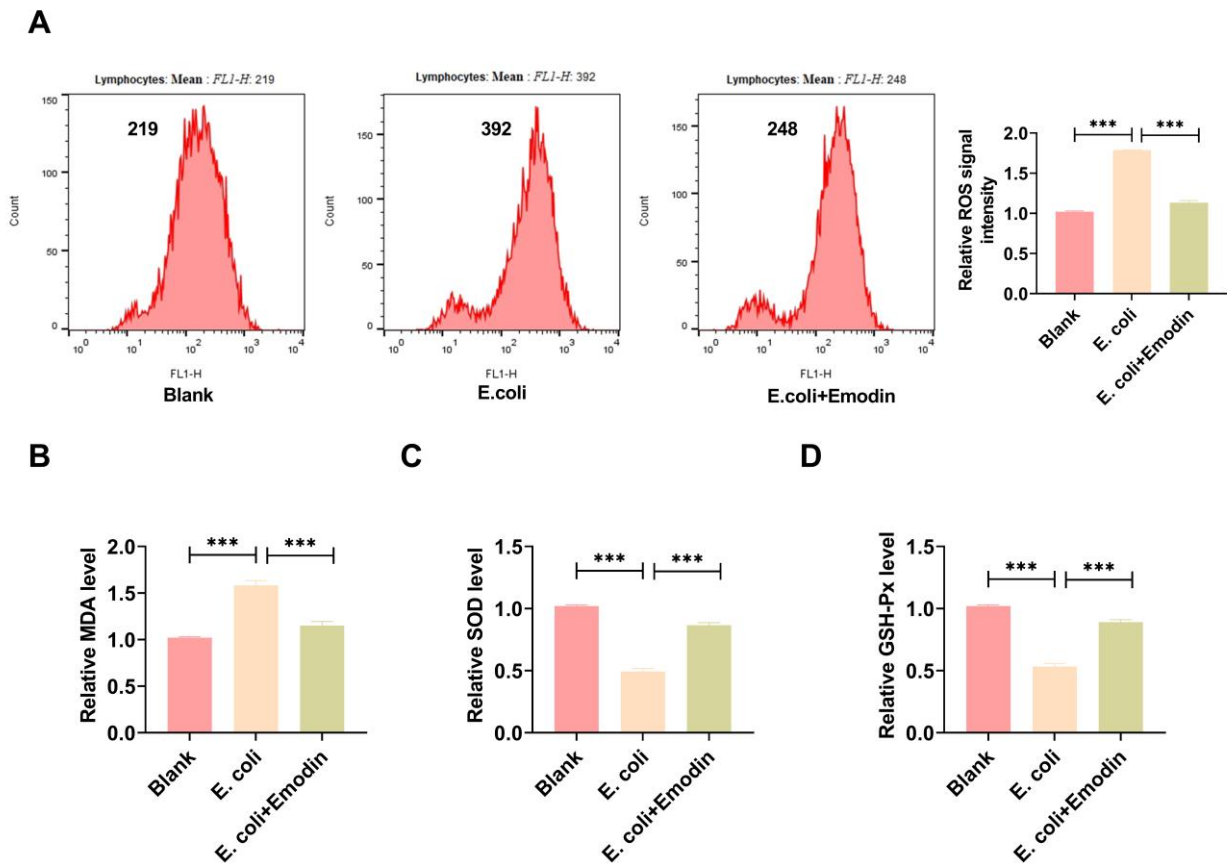 A
Lymphocytes: Mean : FL1-H: 219
150
100
50
0
Count
219
10^0 10^1 10^2 10^3 10^4
FL1-H
Blank
Lymphocytes: Mean : FL1-H: 392
150
100
50
0
Count
392
10^0 10^1 10^2 10^3 10^4
FL1-H
E.coli
Lymphocytes: Mean : FL1-H: 248
150
100
50
0
Count
248
10^0 10^1 10^2 10^3 10^4
FL1-H
E.coli+Emodin
Relative ROS signal
intensity
2.0
1.5
1.0
0.5
0.0
*** ***
Blank
E. coli
E. coli+Emodin
B
Relative MDA level
2.0
1.5
1.0
0.5
0.0
*** ***
Blank
E. coli
E. coli+Emodin
C
Relative SOD level
1.5
1.0
0.5
0.0
*** ***
Blank
E. coli
E. coli+Emodin
D
Relative GSH-Px level
1.5
1.0
0.5
0.0
*** ***
Blank
E. coli
E. coli+Emodin